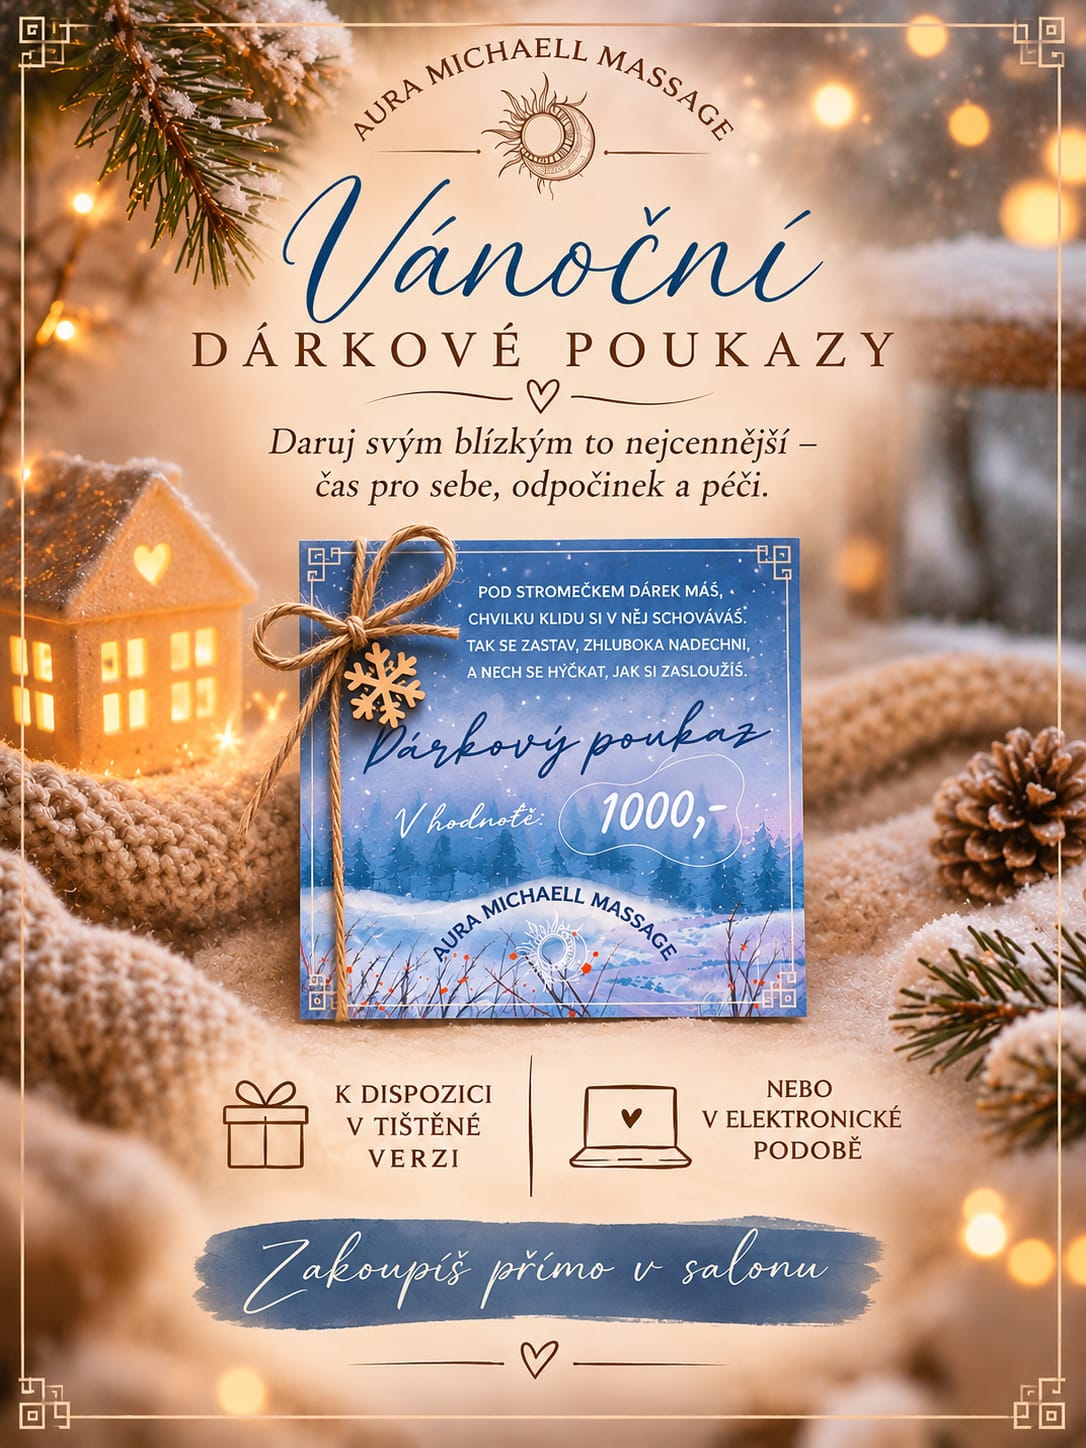 AURA MICHAELL MASSAGE
Vánoční
DÁRKOVÉ POUKAZY
Daruj svým blízkým to nejcennější –
čas pro sebe, odpočinek a péči.
POD STROMEČKEM DÁREK MÁŠ,
CHVILKU KLIDU SI V NĚJ SCHOVÁVÁŠ.
TAK SE ZASTAV, ZHLUBOKA NADECHNI,
A NECH SE HÝČKAT, JAK SI ZASLOUŽÍŠ.
Dárkový poukaz
V hodnotě: 1000,-
AURA MICHAELL MASSAGE
K DISPOZICI
V TIŠTĚNÉ
VERZI
NEBO
V ELEKTRONICKÉ
PODOBĚ
Zakoupíš přímo v salonu